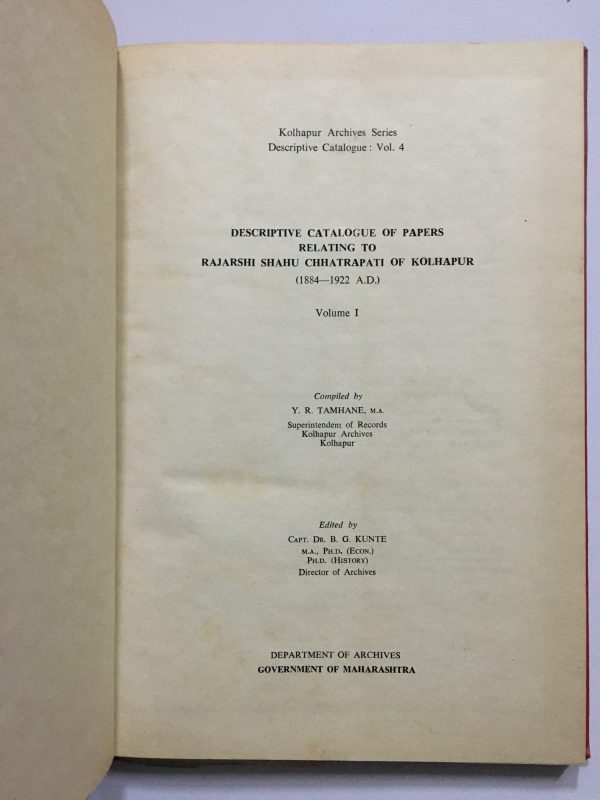 Kolhapur Archives Series
Descriptive Catalogue : Vol. 4
DESCRIPTIVE CATALOGUE OF PAPERS
RELATING TO
RAJARSHI SHAHU CHHATRAPATI OF KOLHAPUR
(1884—1922 A.D.)
Volume I
Compiled by
Y. R. TAMHANE, M.A.
Superintendent of Records
Kolhapur Archives
Kolhapur
Edited by
CAPT. DR. B. G. KUNTE
M.A., PH.D. (ECON.)
PH.D. (HISTORY)
Director of Archives
DEPARTMENT OF ARCHIVES
GOVERNMENT OF MAHARASHTRA